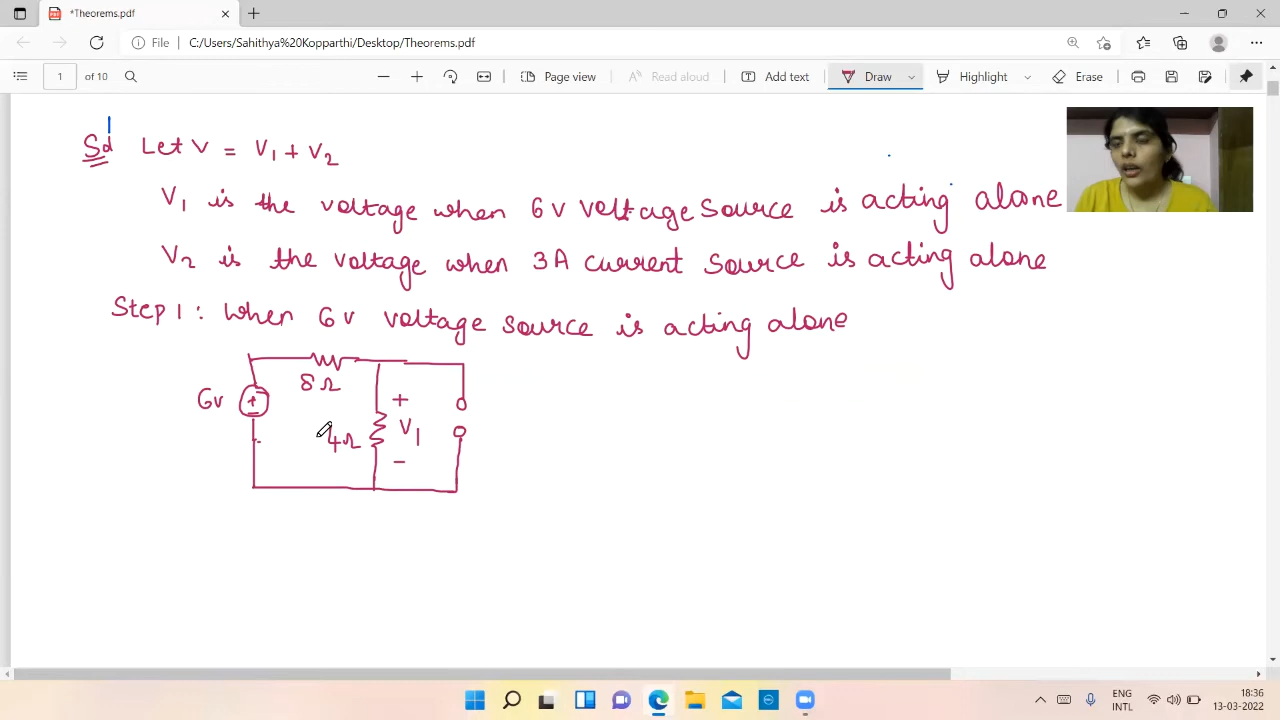 *Theorems.pdf
File
C:/Users/Sahithya%20Kopparthi/Desktop/Theorems.pdf
1 of 10
Page view
Read aloud
Add text
Draw
Highlight
Erase
Sol Let V = V1 + V2
V1 is the voltage when 6V voltage source is acting alone
V2 is the voltage when 3A current source is acting alone
Step 1: When 6V voltage source is acting alone
8Ω
6V
+
-
4Ω
+
V1
-
ENG
INTL
18:36
13-03-2022